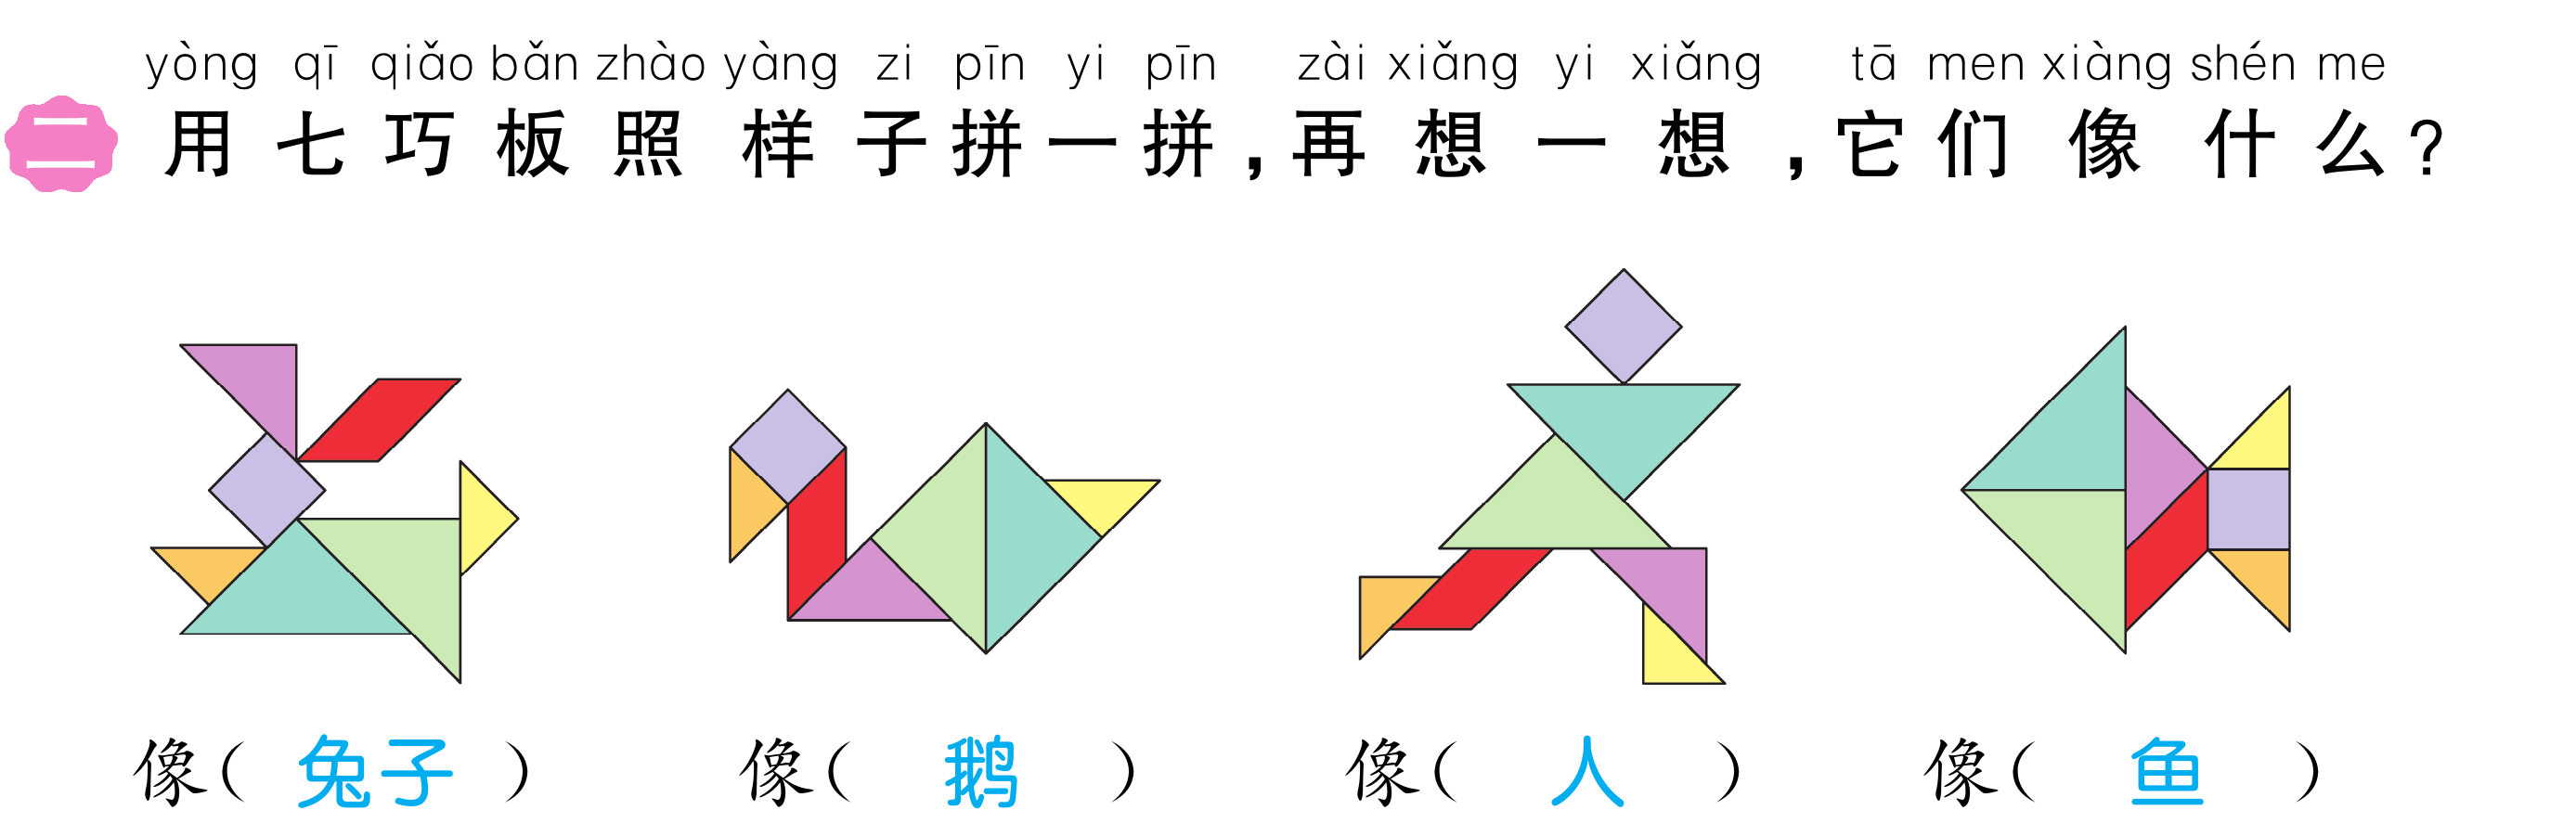 yòng qī qiǎo bǎn zhào yàng zi pīn yi pīn zài xiǎng yi xiǎng tā men xiàng shén me
二 用七巧板照样子拼一拼,再想一想,它们像什么?
像( 兔子 ) 像( 鹅 ) 像( 人 ) 像( 鱼 )